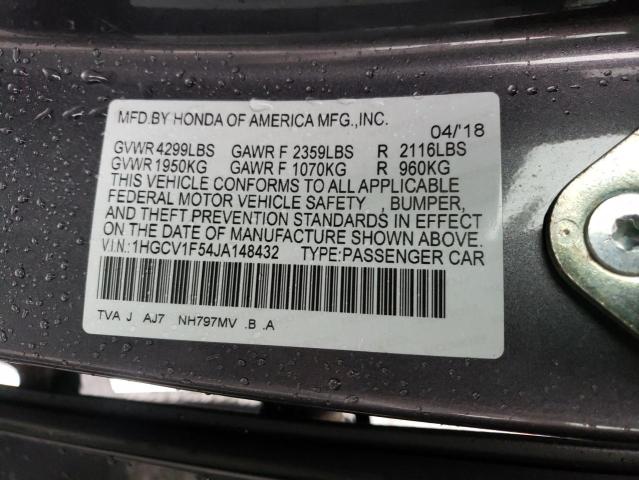 MFD.BY HONDA OF AMERICA MFG.,INC.
04/'18
GVWR 4299LBS GAWR F 2359LBS R 2116LBS
GVWR 1950KG GAWR F 1070KG R 960KG
THIS VEHICLE CONFORMS TO ALL APPLICABLE
FEDERAL MOTOR VEHICLE SAFETY , BUMPER,
AND THEFT PREVENTION STANDARDS IN EFFECT
ON THE DATE OF MANUFACTURE SHOWN ABOVE.
V.I.N.:1HGCV1F54JA148432 TYPE:PASSENGER CAR
TVA J AJ7 NH797MV .B .A